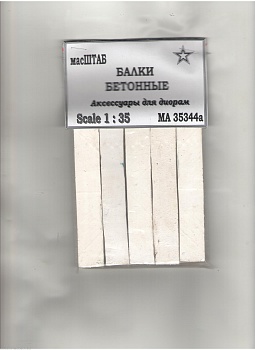 масШТАБ
БАЛКИ
БЕТОННЫЕ
Аксессуары для диорам
Scale 1 : 35 МА 35344а